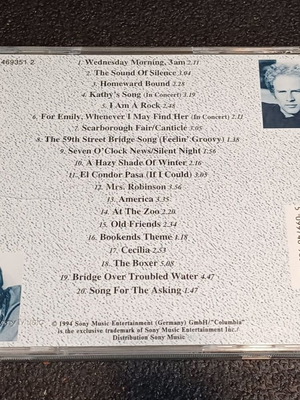 469351 2
1 Wednesday Morning, 3am 2.11
2 The Sound Of Silence 3.04
3 Homeward Bound 2.28
4 Kathy's Song (In Concert) 3.19
5 I Am A Rock 2.48
6 For Emily, Whenever I May Find Her (In Concert) 2.11
7 Scarborough Fair/Canticle 3.05
8 The 59th Street Bridge Song (Feelin' Groovy) 1.38
9 Seven O'Clock News/Silent Night 1.56
10 A Hazy Shade Of Winter 2.16
11 El Condor Pasa (If I Could) 3.05
12 Mrs. Robinson 3.56
13 America 3.35
14 At The Zoo 2.20
15 Old Friends 2.34
16 Bookends Theme 1.18
17 Cecilia 2.53
18 The Boxer 5.08
19 Bridge Over Troubled Water 4.47
20 Song For The Asking 1.47
© 1994 Sony Music Entertainment (Germany) GmbH/"Columbia"
is the exclusive trademark of Sony Music Entertainment Inc./
Distribution Sony Music